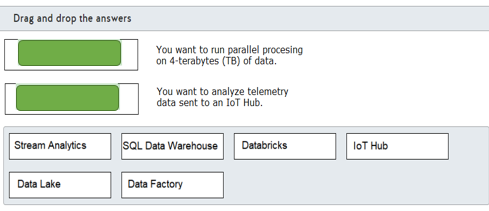 Drag and drop the answers
You want to run parallel procesing
on 4-terabytes (TB) of data.
You want to analyze telemetry
data sent to an IoT Hub.
Stream Analytics
SQL Data Warehouse
Databricks
IoT Hub
Data Lake
Data Factory